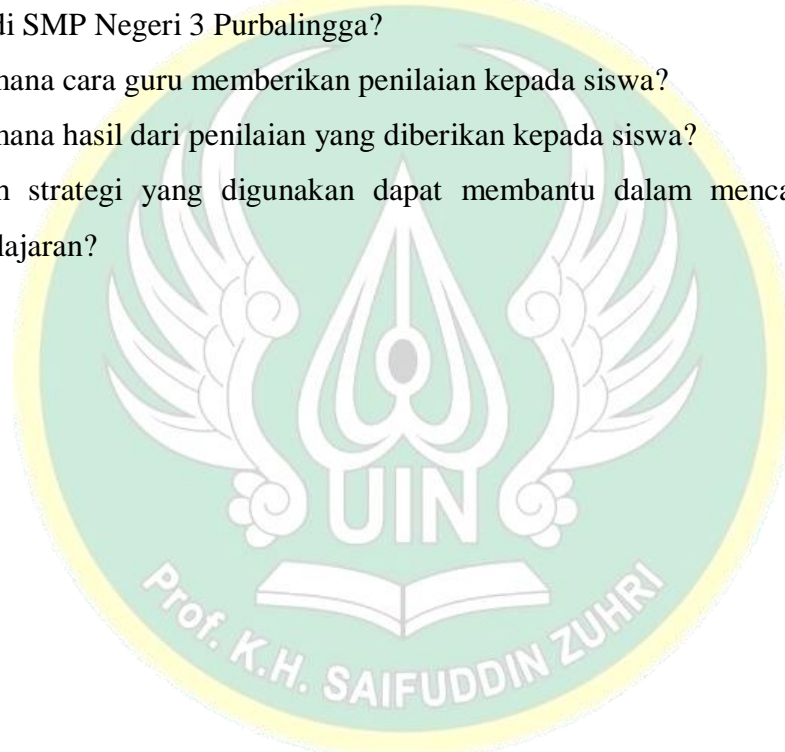 di SMP Negeri 3 Purbalingga?
mana cara guru memberikan penilaian kepada siswa?
mana hasil dari penilaian yang diberikan kepada siswa?
strategi yang digunakan dapat membantu dalam
lajaran?
UIN
Prof. K.H. SAIFUDDIN ZUHRI